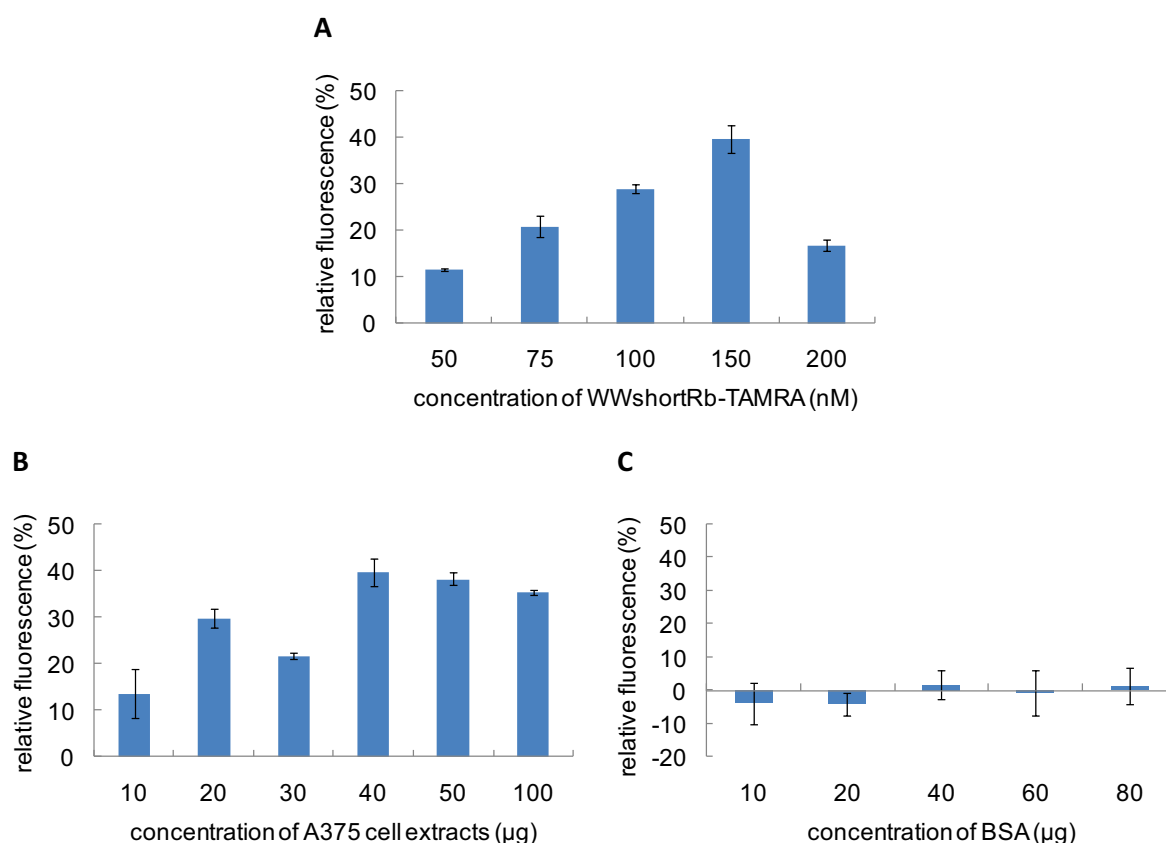 A
relative fluorescence (%)
50
40
30
20
10
0
50 75 100 150 200
concentration of WWshortRb-TAMRA (nM)
B
relative fluorescence (%)
50
40
30
20
10
0
10 20 30 40 50 100
concentration of A375 cell extracts (µg)
C
relative fluorescence (%)
50
40
30
20
10
0
-10
-20
10 20 40 60 80
concentration of BSA (µg)